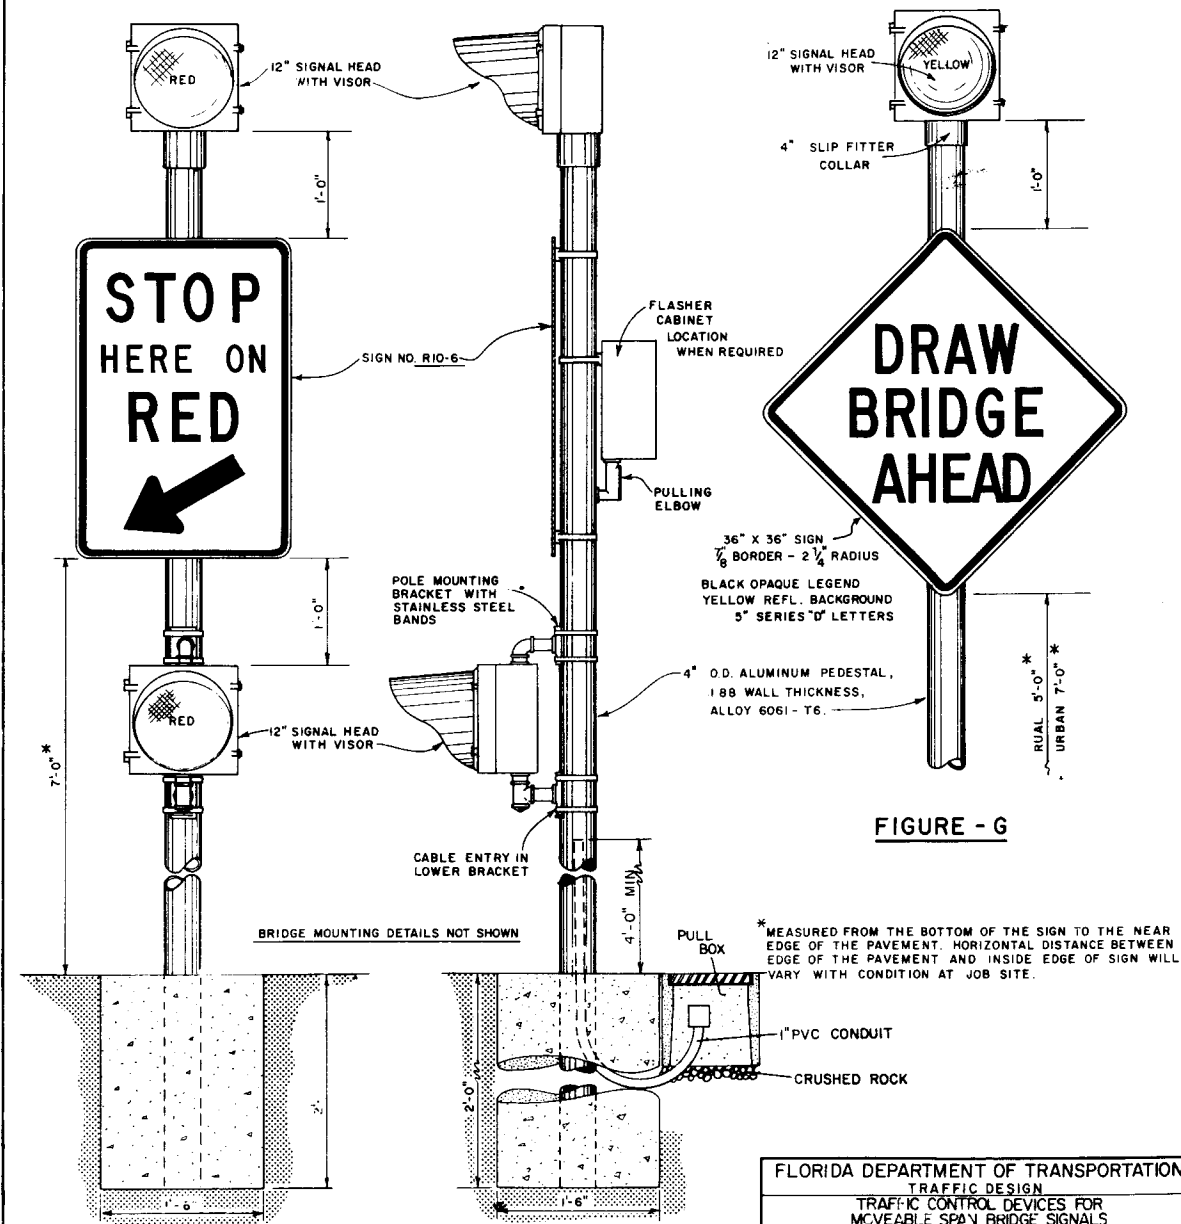 RED
12" SIGNAL HEAD
WITH VISOR
1'-0"
STOP
HERE ON
RED
SIGN NO. R10-6
7'-0" *
1'-0"
RED
12" SIGNAL HEAD
WITH VISOR
POLE MOUNTING
BRACKET WITH
STAINLESS STEEL
BANDS
CABLE ENTRY IN
LOWER BRACKET
BRIDGE MOUNTING DETAILS NOT SHOWN
2'-
1'-6"
FLASHER
CABINET
LOCATION
WHEN REQUIRED
PULLING
ELBOW
4" O.D. ALUMINUM PEDESTAL,
.188 WALL THICKNESS,
ALLOY 6061-T6.
4'-0" MIN
2'-0"
1'-6"
PULL
BOX
1" PVC CONDUIT
CRUSHED ROCK
12" SIGNAL HEAD
WITH VISOR
YELLOW
4" SLIP FITTER
COLLAR
1'-0"
DRAW
BRIDGE
AHEAD
36" X 36" SIGN
7/8" BORDER - 2 1/4" RADIUS
BLACK OPAQUE LEGEND
YELLOW REFL. BACKGROUND
5" SERIES "D" LETTERS
RUAL 5'-0" *
URBAN 7'-0" *
FIGURE - G
* MEASURED FROM THE BOTTOM OF THE SIGN TO THE NEAR
EDGE OF THE PAVEMENT. HORIZONTAL DISTANCE BETWEEN
EDGE OF THE PAVEMENT AND INSIDE EDGE OF SIGN WILL
VARY WITH CONDITION AT JOB SITE.
FLORIDA DEPARTMENT OF TRANSPORTATION
TRAFFIC DESIGN
TRAFFIC CONTROL DEVICES FOR
MOVEABLE SPAN BRIDGE SIGNALS